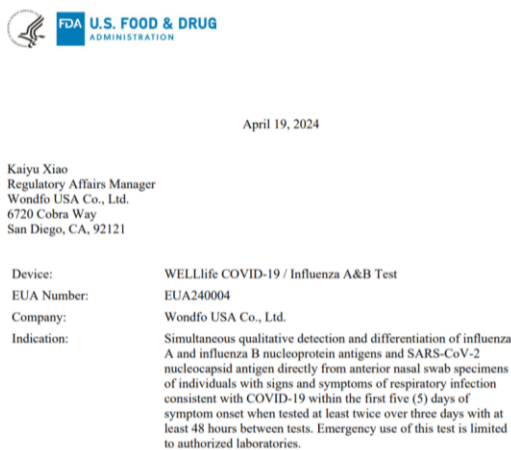 FDA U.S. FOOD & DRUG
ADMINISTRATION
April 19, 2024
Kaiyu Xiao
Regulatory Affairs Manager
Wondfo USA Co., Ltd.
6720 Cobra Way
San Diego, CA, 92121
Device: WELLlife COVID-19 / Influenza A&B Test
EUA Number: EUA240004
Company: Wondfo USA Co., Ltd.
Indication: Simultaneous qualitative detection and differentiation of influenza
A and influenza B nucleoprotein antigens and SARS-CoV-2
nucleocapsid antigen directly from anterior nasal swab specimens
of individuals with signs and symptoms of respiratory infection
consistent with COVID-19 within the first five (5) days of
symptom onset when tested at least twice over three days with at
least 48 hours between tests. Emergency use of this test is limited
to authorized laboratories.